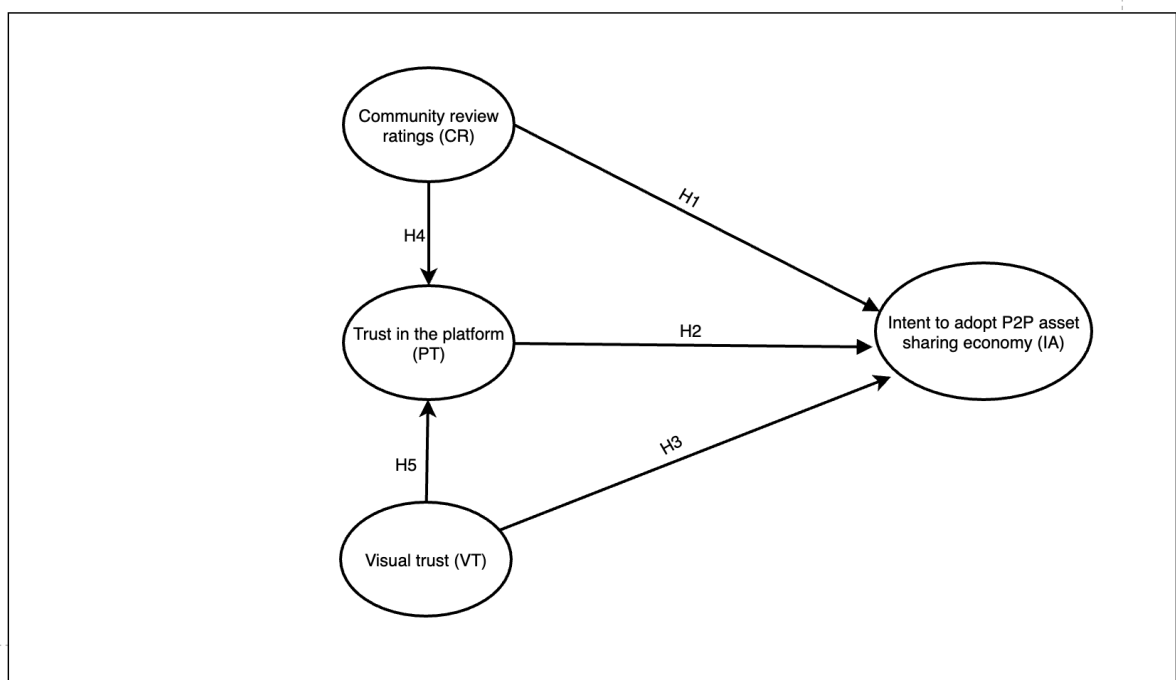 Community review
ratings (CR)
H1
H4
Trust in the platform
(PT)
H2
Intent to adopt P2P asset
sharing economy (IA)
H3
H5
Visual trust (VT)